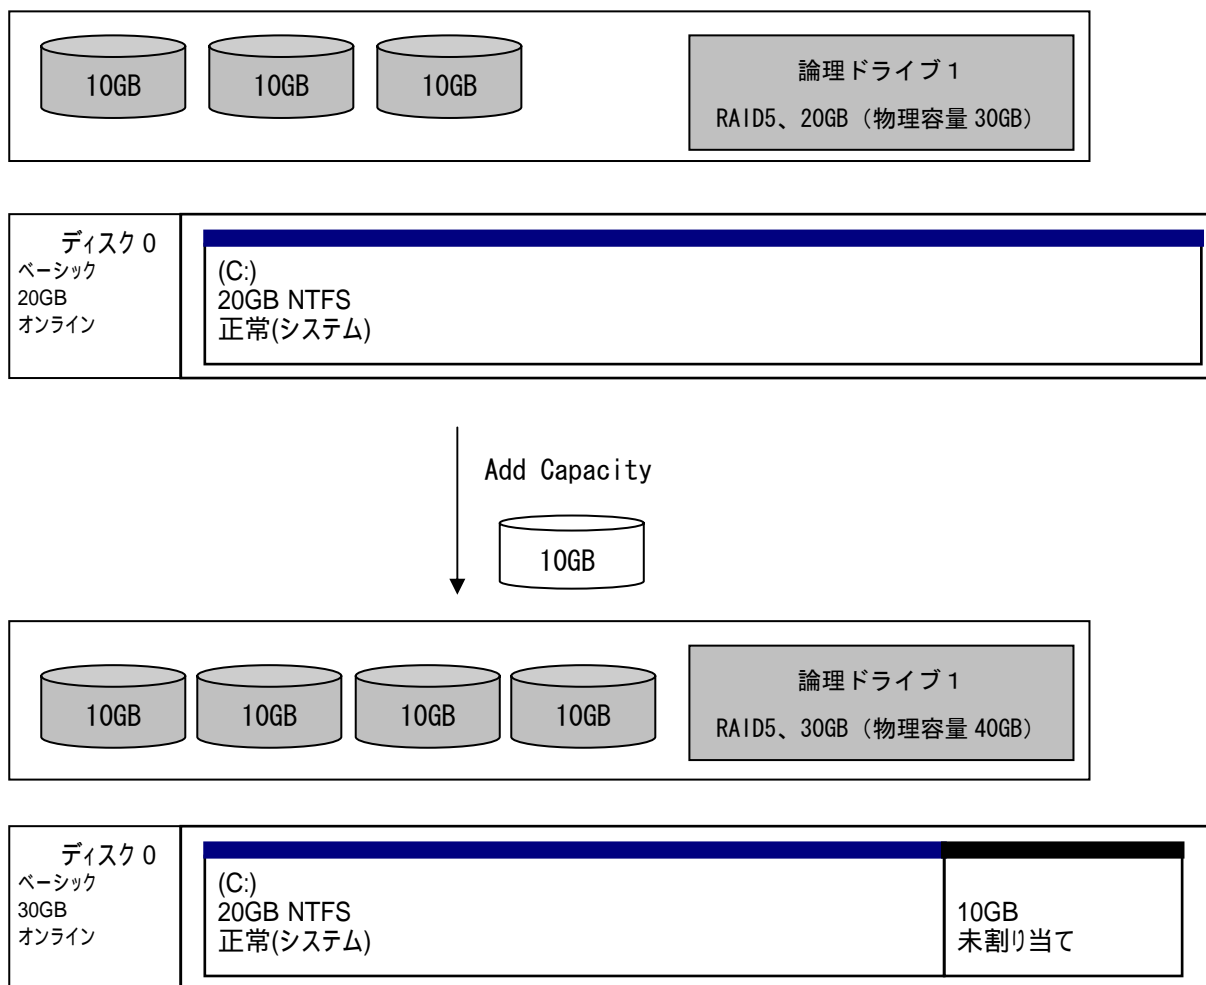 10GB
10GB
10GB
論理ドライブ1
RAID5、20GB（物理容量 30GB）
ディスク 0
ベーシック
20GB
オンライン
(C:)
20GB NTFS
正常(システム)
Add Capacity
10GB
10GB
10GB
10GB
10GB
論理ドライブ1
RAID5、30GB（物理容量 40GB）
ディスク 0
ベーシック
30GB
オンライン
(C:)
20GB NTFS
正常(システム)
10GB
未割り当て